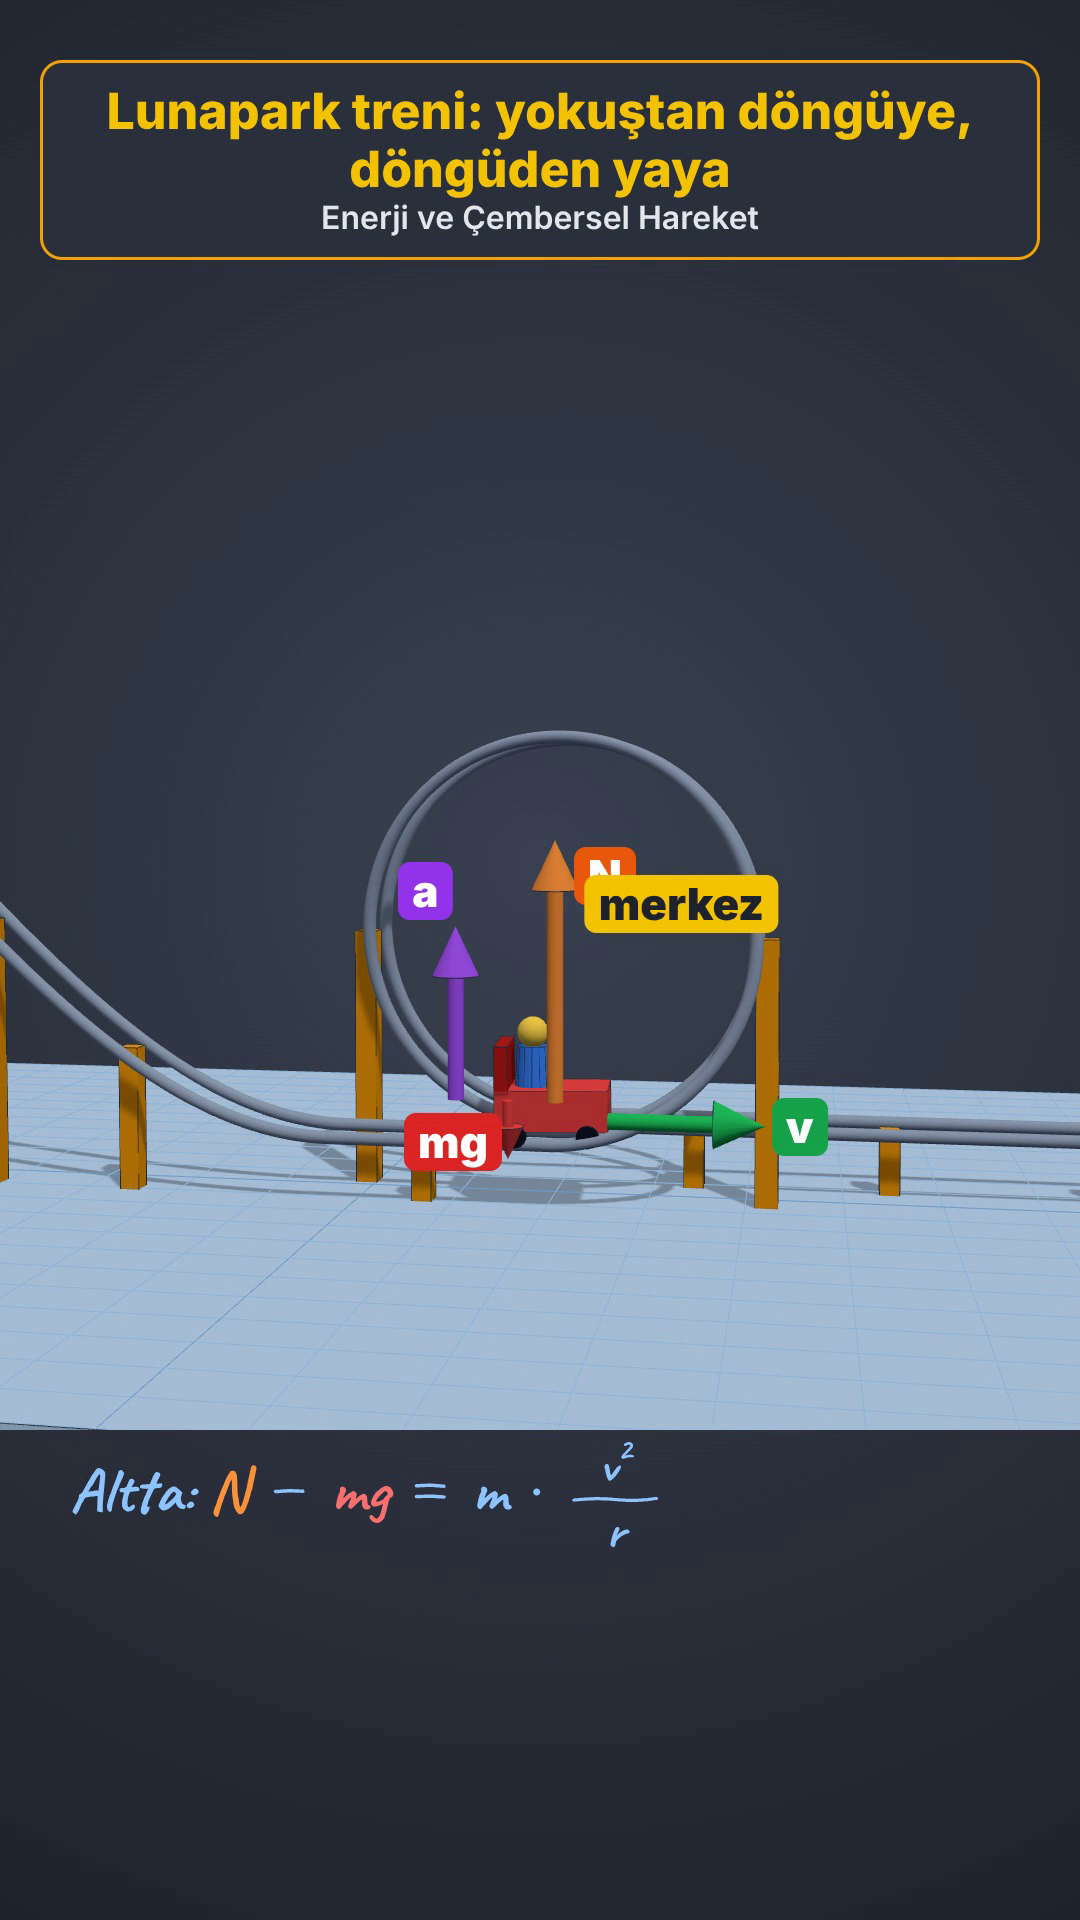 Lunapark treni: yokuştan döngüye,
döngüden yaya
Enerji ve Çembersel Hareket
a
N
merkez
mg
v
Altta: N − mg = m · v² / r